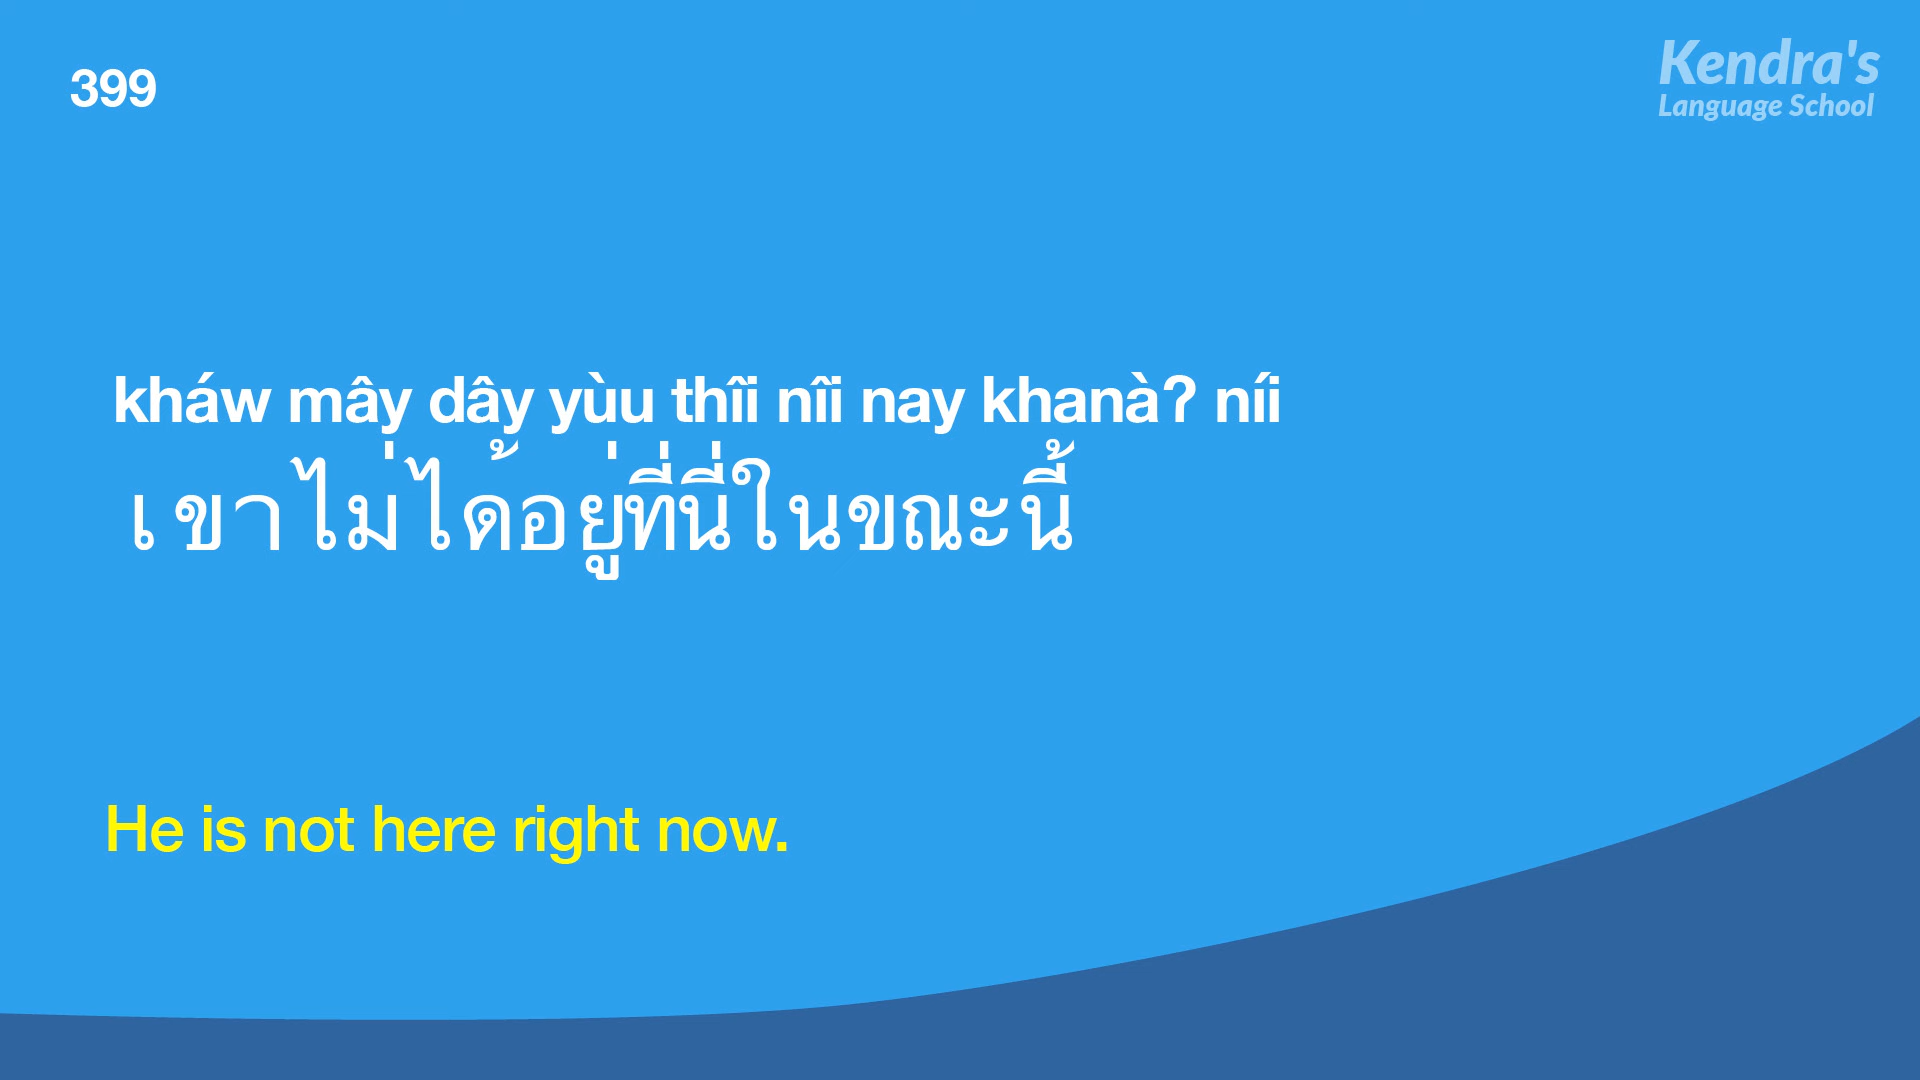 399
Kendra's
Language School
kháw mây dây yùu thîi nîi nay khanà? níi
เขาไม่ได้อยู่ที่นี่ในขณะนี้
He is not here right now.